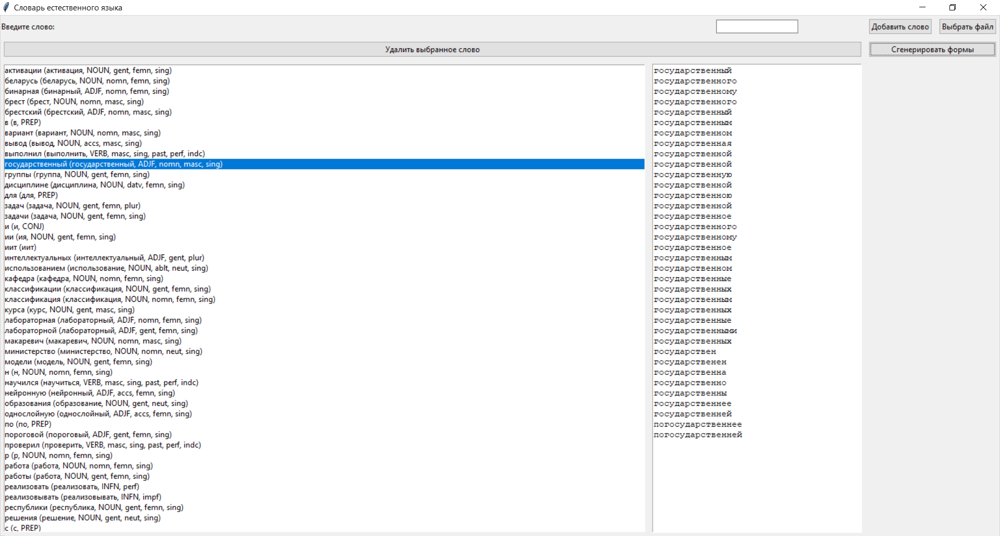 Словарь естественного языка
Введите слово:
Добавить слово
Выбрать файл
Удалить выбранное слово
Сгенерировать формы
активации (активация, NOUN, gent, femn, sing)
беларусь (беларусь, NOUN, nomn, femn, sing)
бинарная (бинарный, ADJF, nomn, femn, sing)
брест (брест, NOUN, nomn, masc, sing)
брестский (брестский, ADJF, nomn, masc, sing)
в (в, PREP)
вариант (вариант, NOUN, nomn, masc, sing)
вывод (вывод, NOUN, accs, masc, sing)
выполнил (выполнить, VERB, masc, sing, past, perf, indc)
государственный (государственный, ADJF, nomn, masc, sing)
группы (группа, NOUN, gent, femn, sing)
дисциплине (дисциплина, NOUN, datv, femn, sing)
для (для, PREP)
задач (задача, NOUN, gent, femn, plur)
задачи (задача, NOUN, gent, femn, sing)
и (и, CONJ)
ии (ия, NOUN, gent, femn, sing)
иит (иит)
интеллектуальных (интеллектуальный, ADJF, gent, plur)
использованием (использование, NOUN, ablt, neut, sing)
кафедра (кафедра, NOUN, nomn, femn, sing)
классификации (классификация, NOUN, gent, femn, sing)
классификация (классификация, NOUN, nomn, femn, sing)
курса (курс, NOUN, gent, masc, sing)
лабораторная (лабораторный, ADJF, nomn, femn, sing)
лабораторной (лабораторный, ADJF, gent, femn, sing)
макаревич (макаревич, NOUN, nomn, masc, sing)
министерство (министерство, NOUN, nomn, neut, sing)
модели (модель, NOUN, gent, femn, sing)
н (н, NOUN, nomn, femn, sing)
научился (научиться, VERB, masc, sing, past, perf, indc)
нейронную (нейронный, ADJF, accs, femn, sing)
образования (образование, NOUN, gent, neut, sing)
однослойную (однослойный, ADJF, accs, femn, sing)
по (по, PREP)
пороговой (пороговый, ADJF, gent, femn, sing)
проверил (проверить, VERB, masc, sing, past, perf, indc)
р (р, NOUN, nomn, femn, sing)
работа (работа, NOUN, nomn, femn, sing)
работы (работа, NOUN, gent, femn, sing)
реализовать (реализовать, INFN, perf)
реализовывать (реализовывать, INFN, impf)
республики (республика, NOUN, gent, femn, sing)
решения (решение, NOUN, gent, neut, sing)
с (с, PREP)
государственный
государственного
государственному
государственного
государственный
государственным
государственном
государственная
государственной
государственной
государственную
государственной
государственною
государственной
государственное
государственного
государственному
государственное
государственным
государственном
государственные
государственных
государственным
государственных
государственные
государственными
государственных
государствен
государственен
государственна
государственно
государственны
государственнее
государственней
погосударственнее
погосударственней